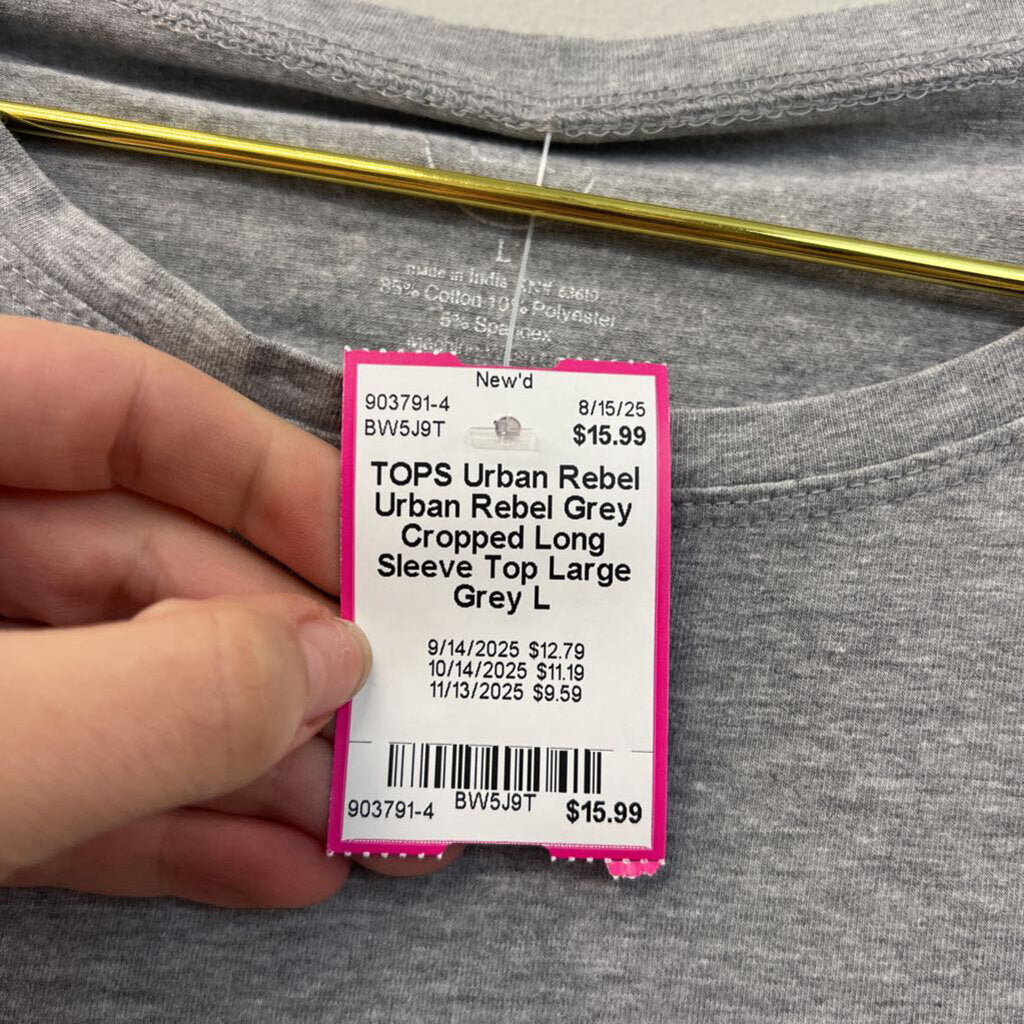 L
made in India RN# 63619
85% Cotton 10% Polyester
5% Spandex
New'd
903791-4 8/15/25
BW5J9T $15.99
TOPS Urban Rebel
Urban Rebel Grey
Cropped Long
Sleeve Top Large
Grey L
9/14/2025 $12.79
10/14/2025 $11.19
11/13/2025 $9.59
903791-4 BW5J9T $15.99